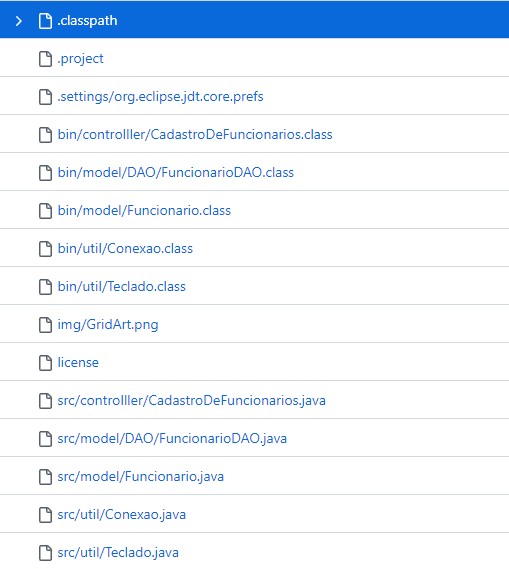 .classpath
.project
.settings/org.eclipse.jdt.core.prefs
bin/controlller/CadastroDeFuncionarios.class
bin/model/DAO/FuncionarioDAO.class
bin/model/Funcionario.class
bin/util/Conexao.class
bin/util/Teclado.class
img/GridArt.png
license
src/controlller/CadastroDeFuncionarios.java
src/model/DAO/FuncionarioDAO.java
src/model/Funcionario.java
src/util/Conexao.java
src/util/Teclado.java